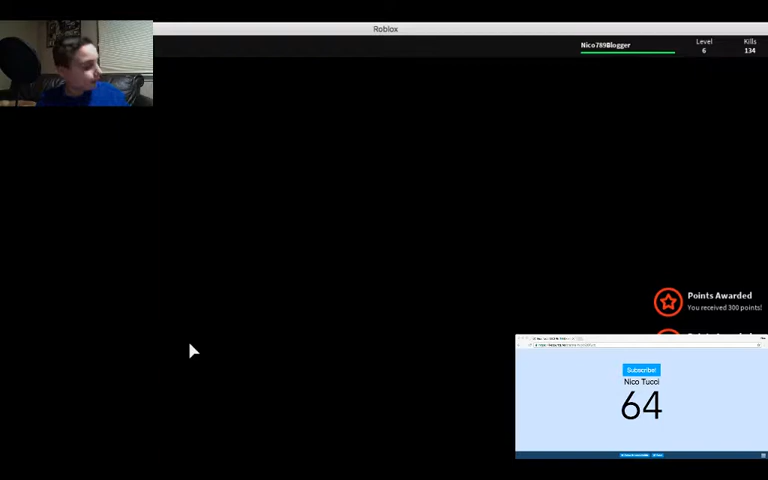 Roblox
Nico789Blogger
Level
Kills
6
134
Points Awarded
You received 300 points!
Subscribe!
Nico Tucci
64